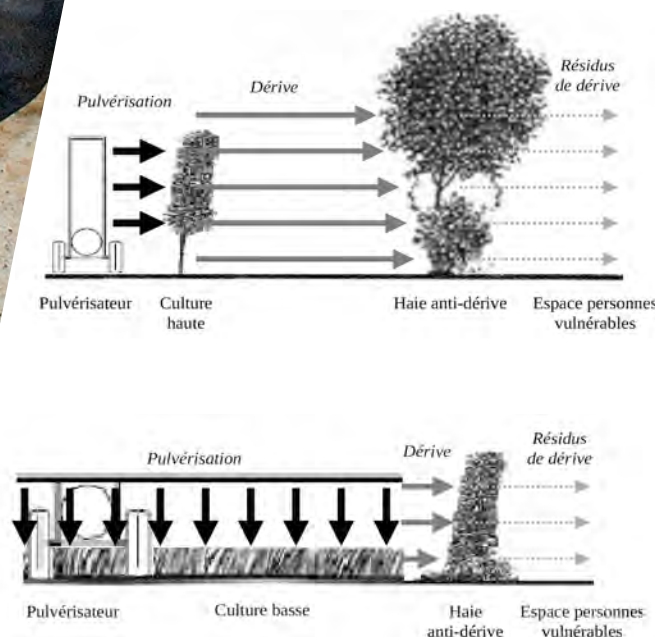 Pulvérisation
Dérive
Résidus
de dérive
Pulvérisateur
Culture
haute
Haie anti-dérive
Espace personnes
vulnérables
Pulvérisation
Dérive
Résidus
de dérive
Pulvérisateur
Culture basse
Haie
anti-dérive
Espace personnes
vulnérables